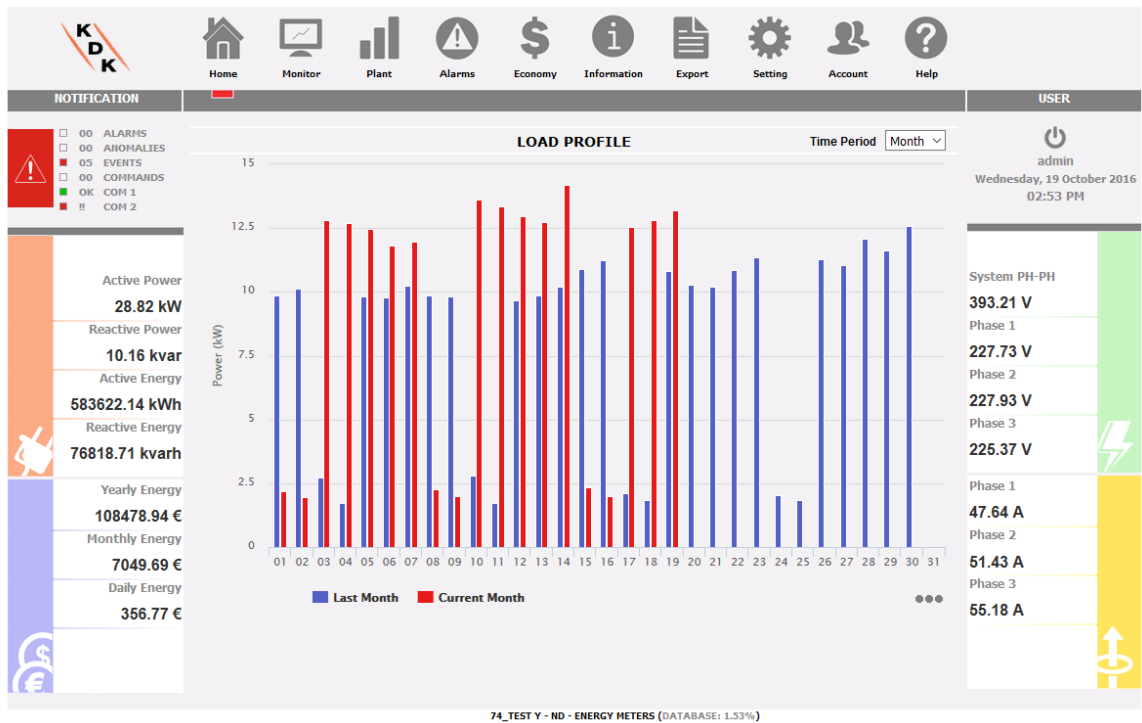 K
D
K
Home Monitor Plant Alarms Economy Information Export Setting Account Help
NOTIFICATION
USER
00 ALARMS
00 ANOMALIES
05 EVENTS
00 COMMANDS
OK COM 1
!! COM 2
LOAD PROFILE
Time Period Month
admin
Wednesday, 19 October 2016
02:53 PM
Active Power
28.82 kW
Reactive Power
10.16 kvar
Active Energy
583622.14 kWh
Reactive Energy
76818.71 kvarh
Yearly Energy
108478.94 €
Monthly Energy
7049.69 €
Daily Energy
356.77 €
Power (kW)
15
12.5
10
7.5
5
2.5
0
01 02 03 04 05 06 07 08 09 10 11 12 13 14 15 16 17 18 19 20 21 22 23 24 25 26 27 28 29 30 31
Last Month Current Month
System PH-PH
393.21 V
Phase 1
227.73 V
Phase 2
227.93 V
Phase 3
225.37 V
Phase 1
47.64 A
Phase 2
51.43 A
Phase 3
55.18 A
74_TEST Y - ND - ENERGY METERS (DATABASE: 1.53%)